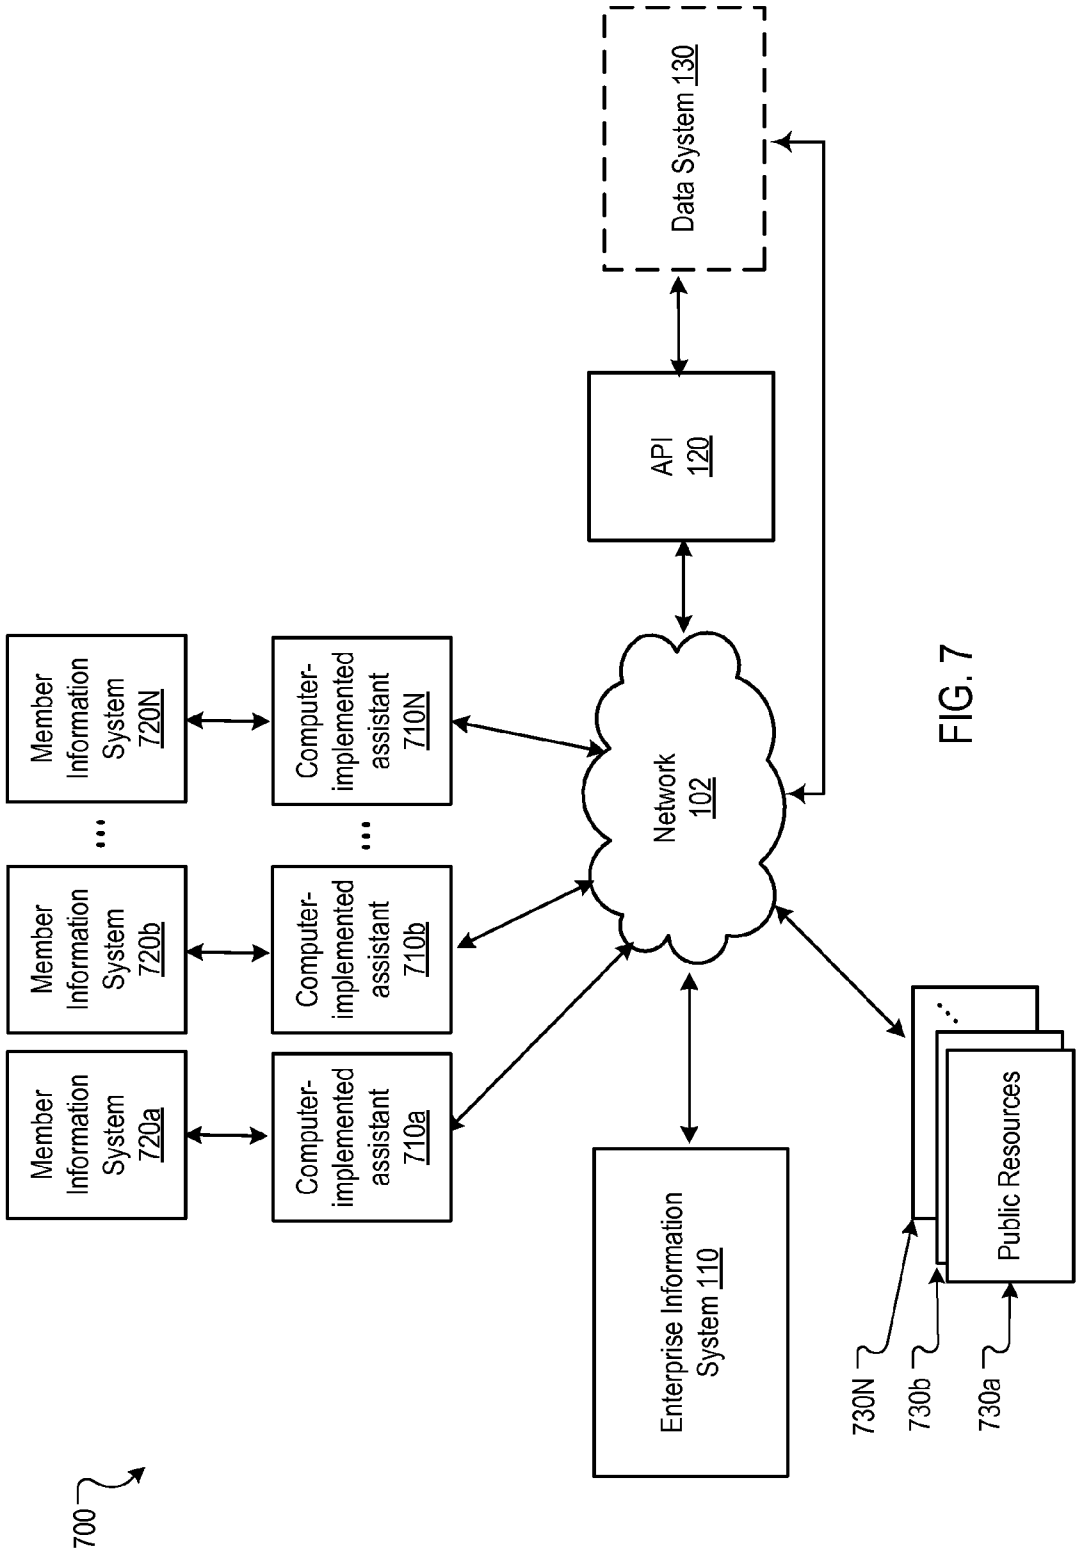 700
Member
Information
System
720a
Member
Information
System
720b
...
Member
Information
System
720N
Computer-
implemented
assistant
710a
Computer-
implemented
assistant
710b
...
Computer-
implemented
assistant
710N
Enterprise Information
System 110
Network
102
API
120
Data System 130
730N
730b
730a
...
Public Resources
FIG. 7